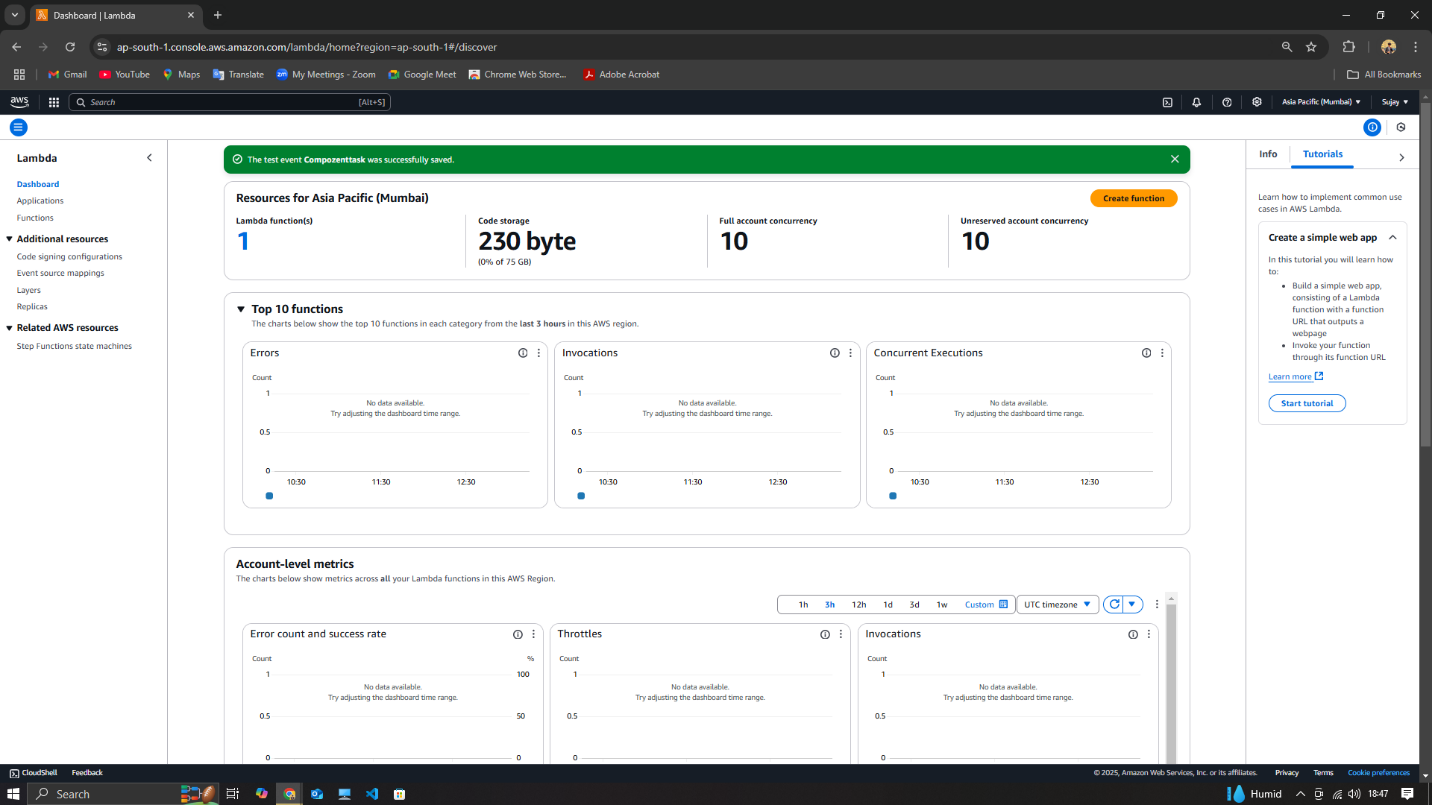 Dashboard | Lambda
ap-south-1.console.aws.amazon.com/lambda/home?region=ap-south-1#/discover
Gmail YouTube Maps Translate My Meetings - Zoom Google Meet Chrome Web Store... Adobe Acrobat All Bookmarks
aws Search [Alt+S] Asia Pacific (Mumbai) Sujay
Lambda
Dashboard
Applications
Functions
Additional resources
Code signing configurations
Event source mappings
Layers
Replicas
Related AWS resources
Step Functions state machines
The test event Compozenttask was successfully saved.
Resources for Asia Pacific (Mumbai)
Create function
Lambda function(s)
1
Code storage
230 byte
(0% of 75 GB)
Full account concurrency
10
Unreserved account concurrency
10
Top 10 functions
The charts below show the top 10 functions in each category from the last 3 hours in this AWS region.
Errors
Count
1
No data available.
Try adjusting the dashboard time range.
0.5
0
10:30 11:30 12:30
Invocations
Count
1
No data available.
Try adjusting the dashboard time range.
0.5
0
10:30 11:30 12:30
Concurrent Executions
Count
1
No data available.
Try adjusting the dashboard time range.
0.5
0
10:30 11:30 12:30
Account-level metrics
The charts below show metrics across all your Lambda functions in this AWS Region.
1h 3h 12h 1d 3d 1w Custom UTC timezone
Error count and success rate
Count %
1 100
No data available.
Try adjusting the dashboard time range.
0.5 50
0 0
Throttles
Count
1
No data available.
Try adjusting the dashboard time range.
0.5
0
Invocations
Count
1
No data available.
Try adjusting the dashboard time range.
0.5
0
Info Tutorials
Learn how to implement common use
cases in AWS Lambda.
Create a simple web app
In this tutorial you will learn how
to:
• Build a simple web app,
consisting of a Lambda
function with a function
URL that outputs a
webpage
• Invoke your function
through its function URL
Learn more
Start tutorial
CloudShell Feedback © 2025, Amazon Web Services, Inc. or its affiliates. Privacy Terms Cookie preferences
Search Humid 18:47